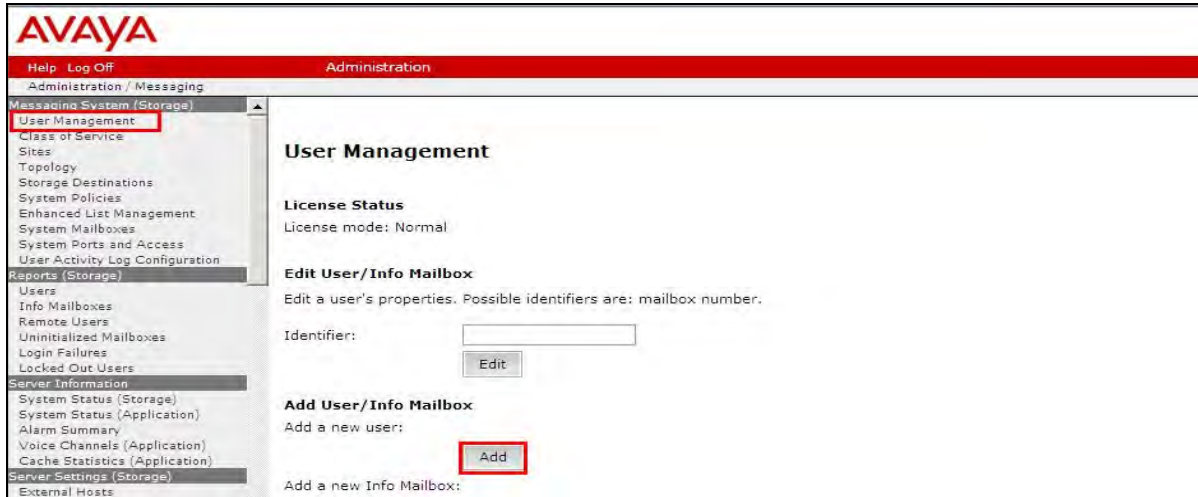 AVAYA
Help Log Off Administration
Administration / Messaging
Messaging System (Storage)
User Management
Class of Service
Sites
Topology
Storage Destinations
System Policies
Enhanced List Management
System Mailboxes
System Ports and Access
User Activity Log Configuration
Reports (Storage)
Users
Info Mailboxes
Remote Users
Uninitialized Mailboxes
Login Failures
Locked Out Users
Server Information
System Status (Storage)
System Status (Application)
Alarm Summary
Voice Channels (Application)
Cache Statistics (Application)
Server Settings (Storage)
External Hosts
User Management
License Status
License mode: Normal
Edit User/Info Mailbox
Edit a user's properties. Possible identifiers are: mailbox number.
Identifier:
Edit
Add User/Info Mailbox
Add a new user:
Add
Add a new Info Mailbox: